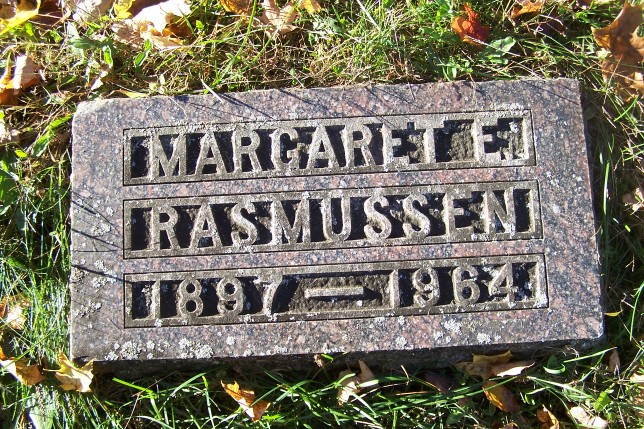 MARGARET E.
RASMUSSEN
1897 — 1964